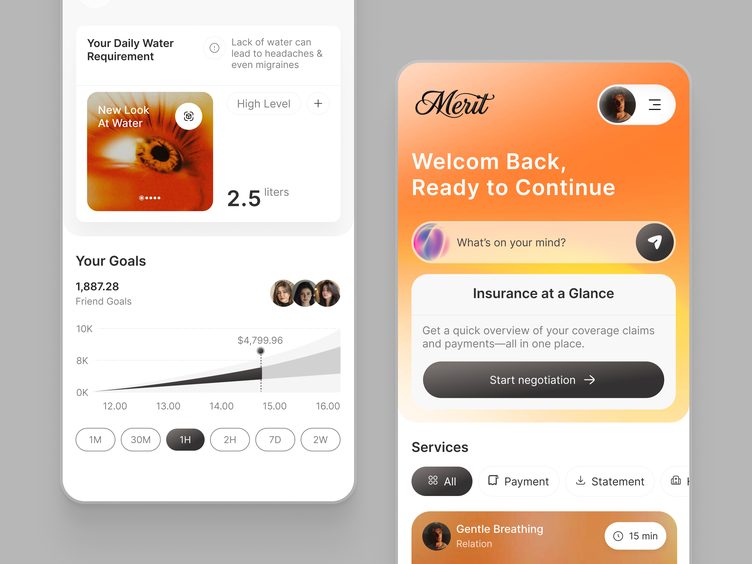 Your Daily Water
Requirement
Lack of water can
lead to headaches &
even migraines
New Look
At Water
High Level
+
2.5 liters
Your Goals
1,887.28
Friend Goals
10K
8K
0K
$4,799.96
12.00 13.00 14.00 15.00 16.00
1M 30M 1H 2H 7D 2W
Merit
Welcom Back,
Ready to Continue
What's on your mind?
Insurance at a Glance
Get a quick overview of your coverage claims
and payments—all in one place.
Start negotiation
Services
All Payment Statement
Gentle Breathing
Relation
15 min